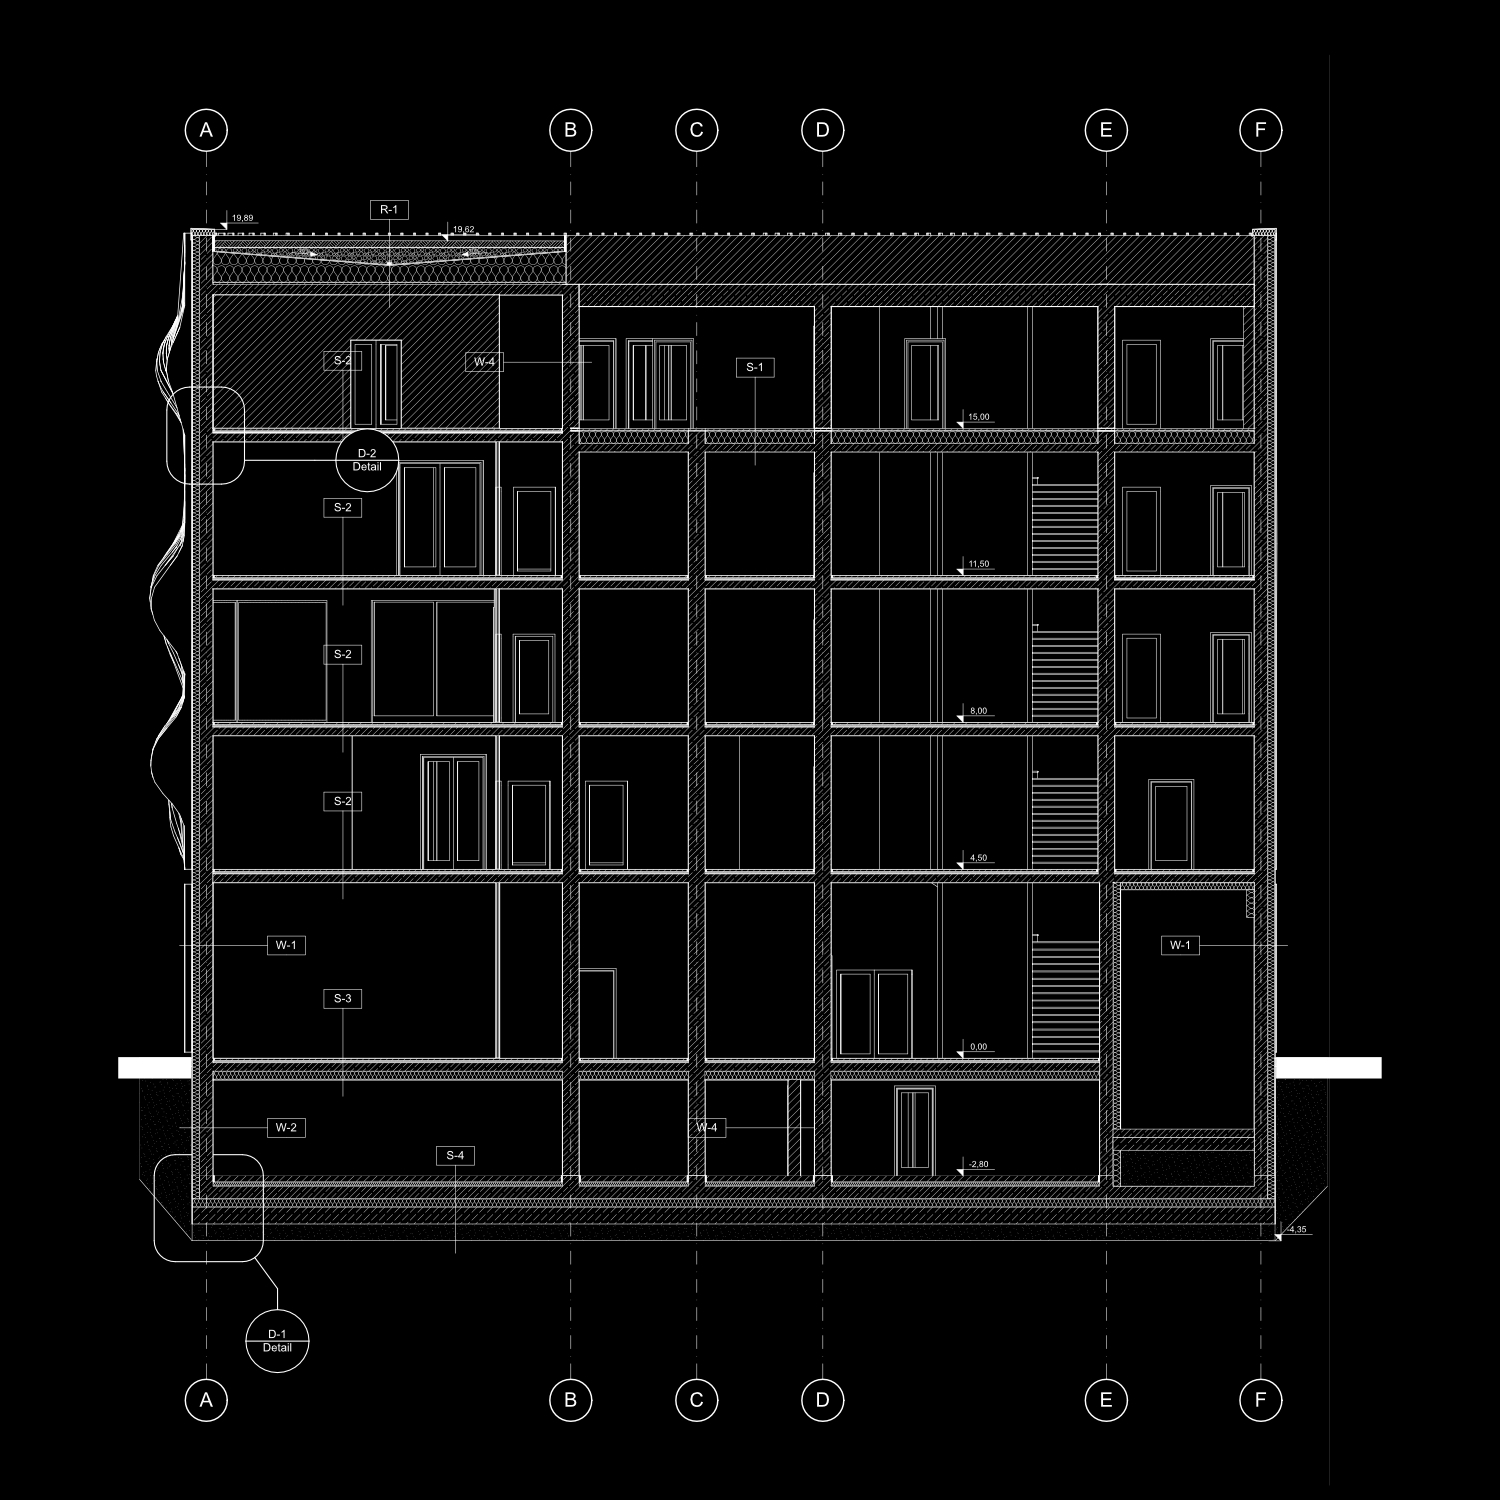 A
B
C
D
E
F
R-1
19,89
19,62
S-2
W-4
S-1
15,00
D-2
Detail
S-2
11,50
S-2
8,00
S-2
4,50
W-1
W-1
S-3
0,00
W-2
W-4
S-4
-2,80
-4,35
D-1
Detail
A
B
C
D
E
F